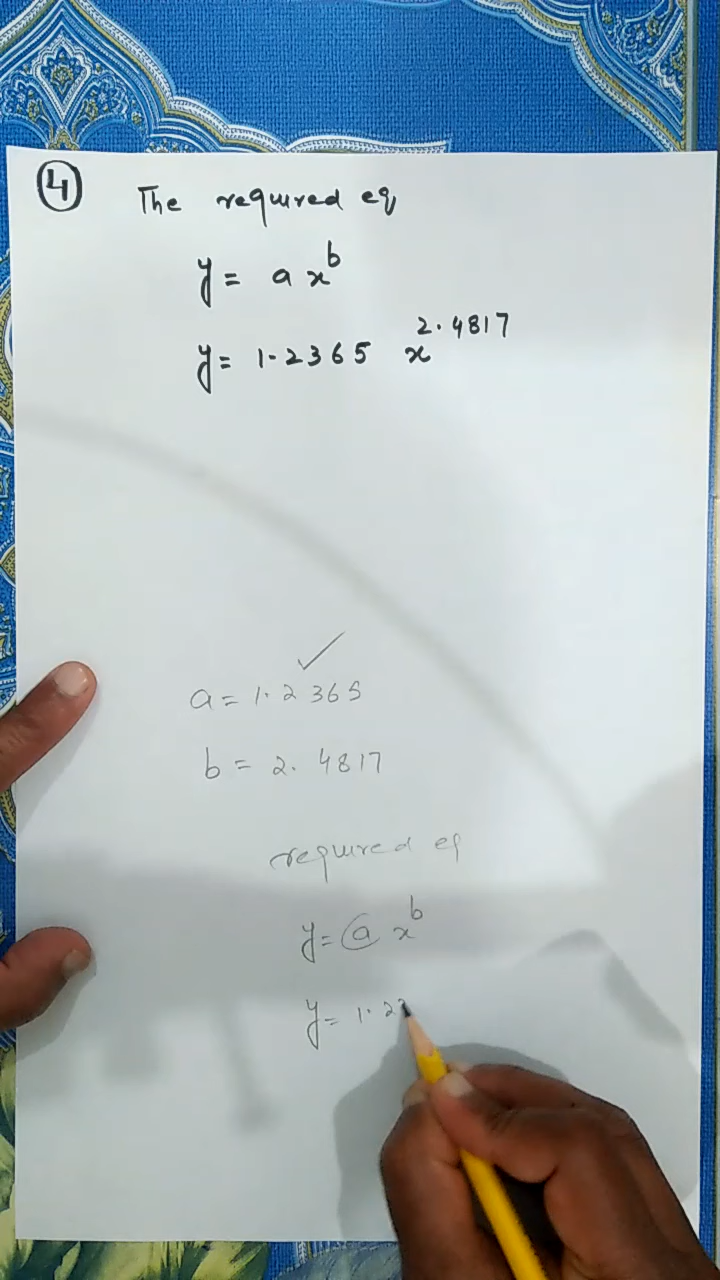 4 The required eq
y = a x^b
y = 1.2365 x^2.4817
a = 1.2365
b = 2.4817
required eq
y = a x^b
y = 1.2